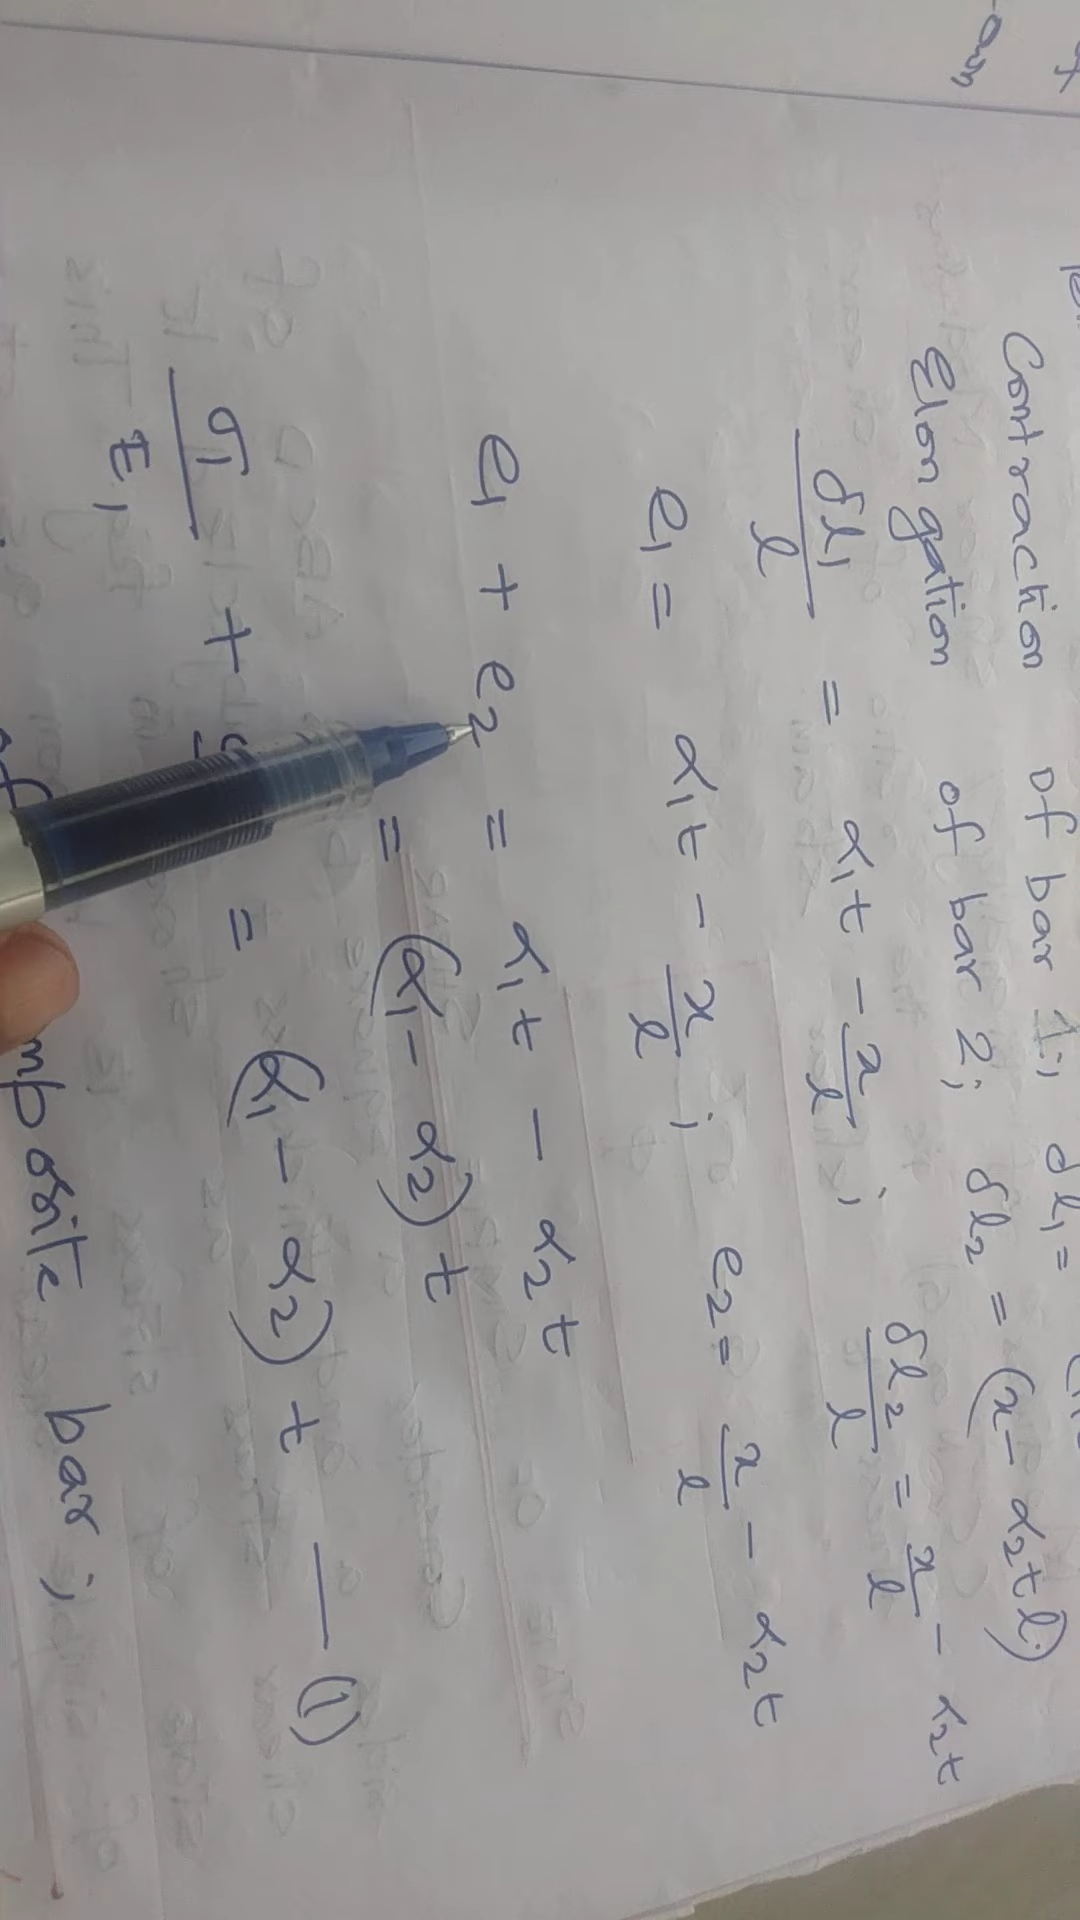 Contraction of bar 1; δl₁ =
Elongation of bar 2; δl₂ = (x - α₂tl)
δl₁/l = α₁t - x/l ; δl₂/l = x/l - α₂t
e₁ = α₁t - x/l ; e₂ = x/l - α₂t
e₁ + e₂ = α₁t - α₂t
= (α₁ - α₂) t
σ₁/E₁ + = (α₁ - α₂) t — (1)
mposite bar ;